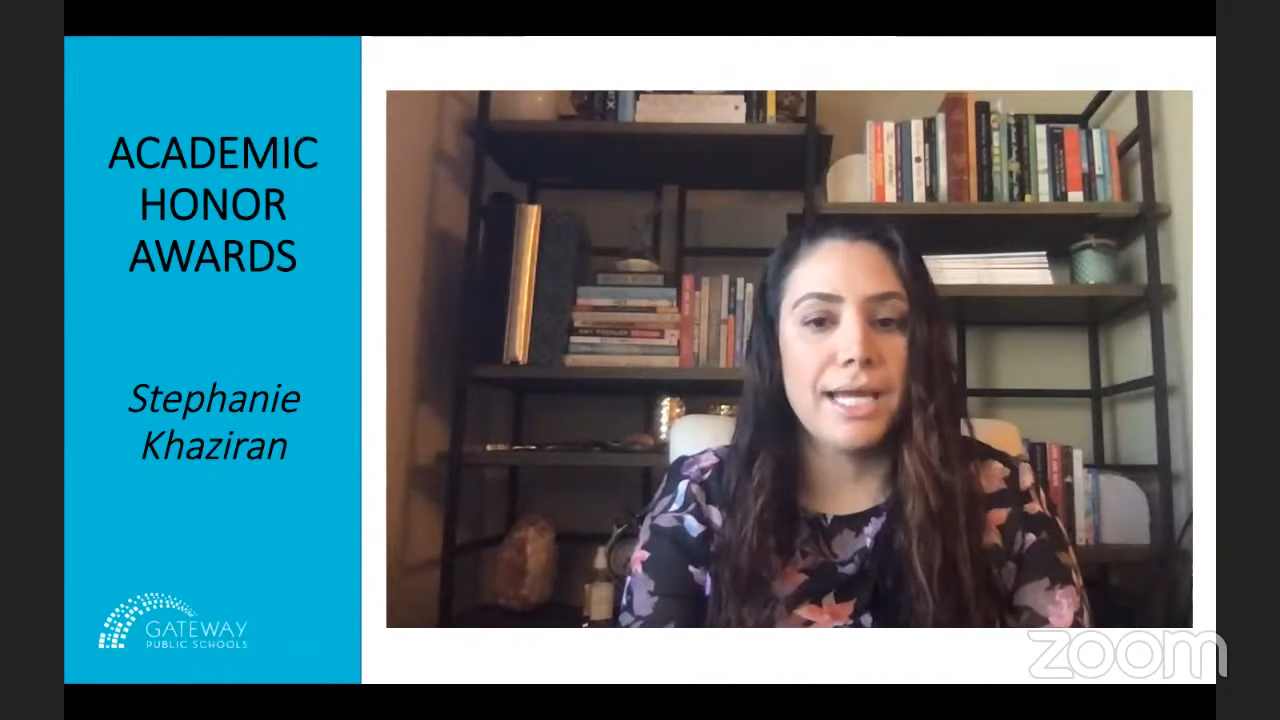 ACADEMIC
HONOR
AWARDS
Stephanie
Khaziran
GATEWAY
PUBLIC SCHOOLS
zoom